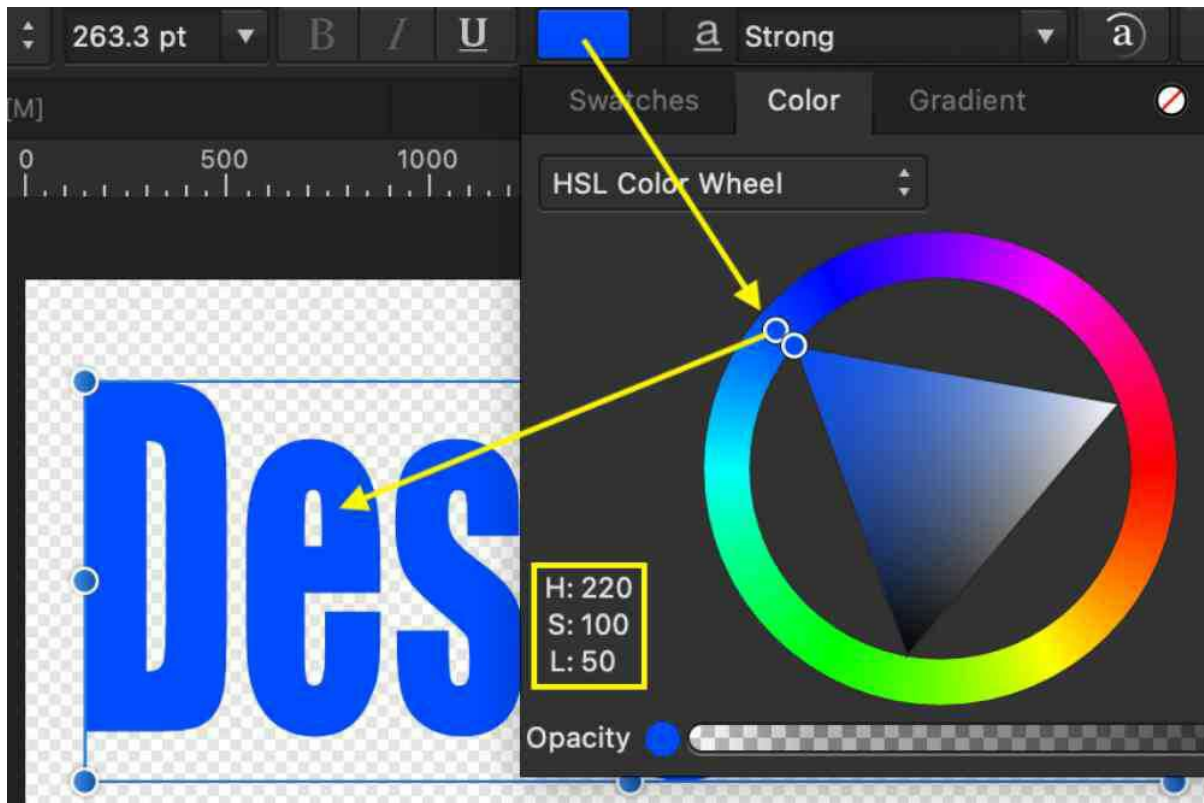 263.3 pt B I U a Strong a
[M] Swatches Color Gradient
0 500 1000
HSL Color Wheel
Des
H: 220
S: 100
L: 50
Opacity